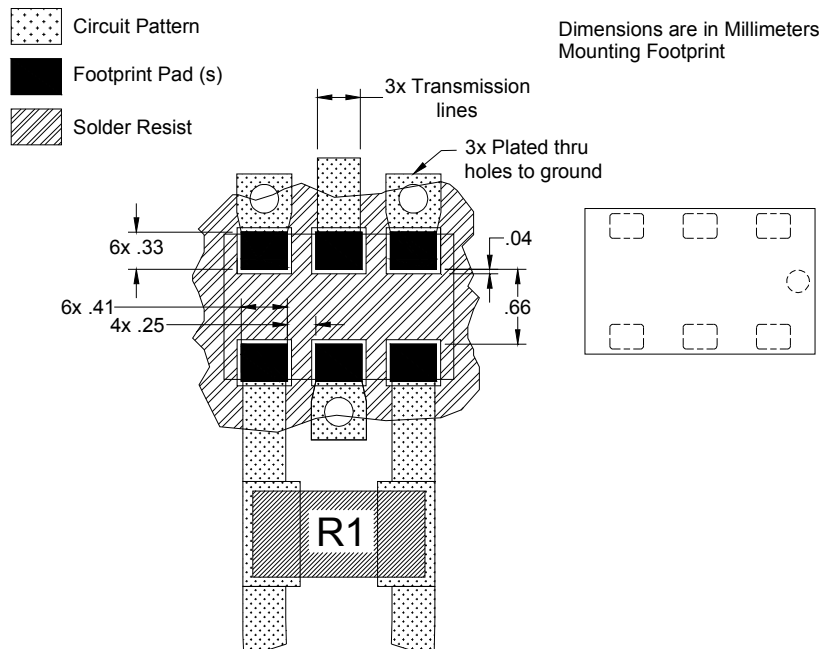 Circuit Pattern
Footprint Pad (s)
Solder Resist
Dimensions are in Millimeters
Mounting Footprint
3x Transmission
lines
3x Plated thru
holes to ground
6x .33
.04
6x .41
4x .25
.66
R1